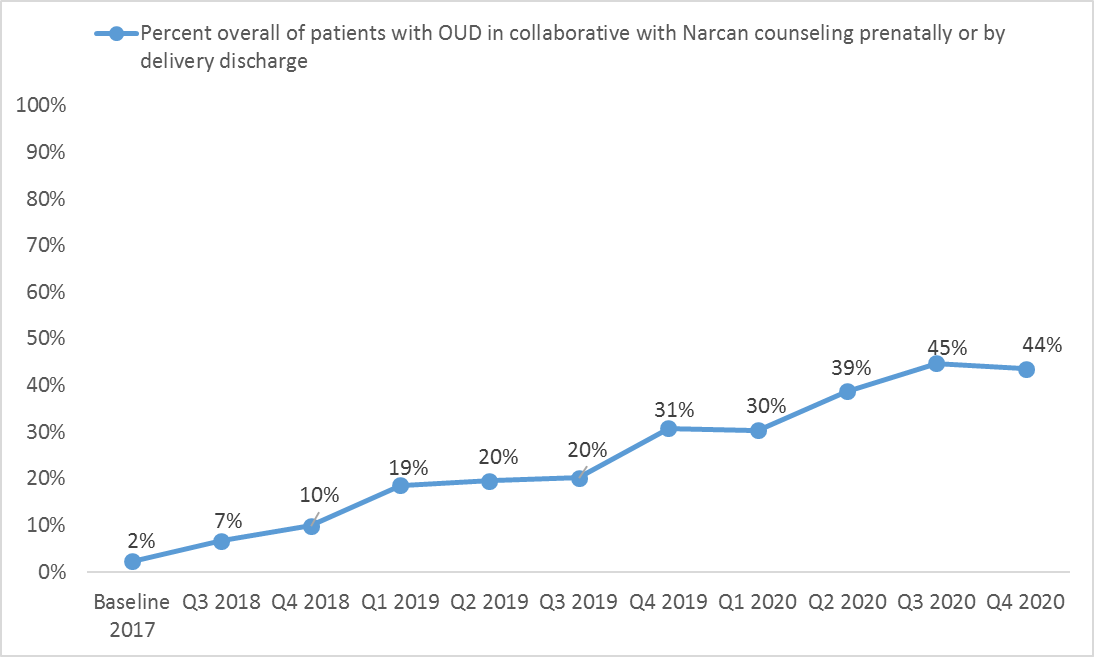 Percent overall of patients with OUD in collaborative with Narcan counseling prenatally or by
delivery discharge
100%
90%
80%
70%
60%
50%
40%
30%
20%
10%
0%
2%
7%
10%
19%
20%
20%
31%
30%
39%
45%
44%
Baseline
2017
Q3 2018
Q4 2018
Q1 2019
Q2 2019
Q3 2019
Q4 2019
Q1 2020
Q2 2020
Q3 2020
Q4 2020